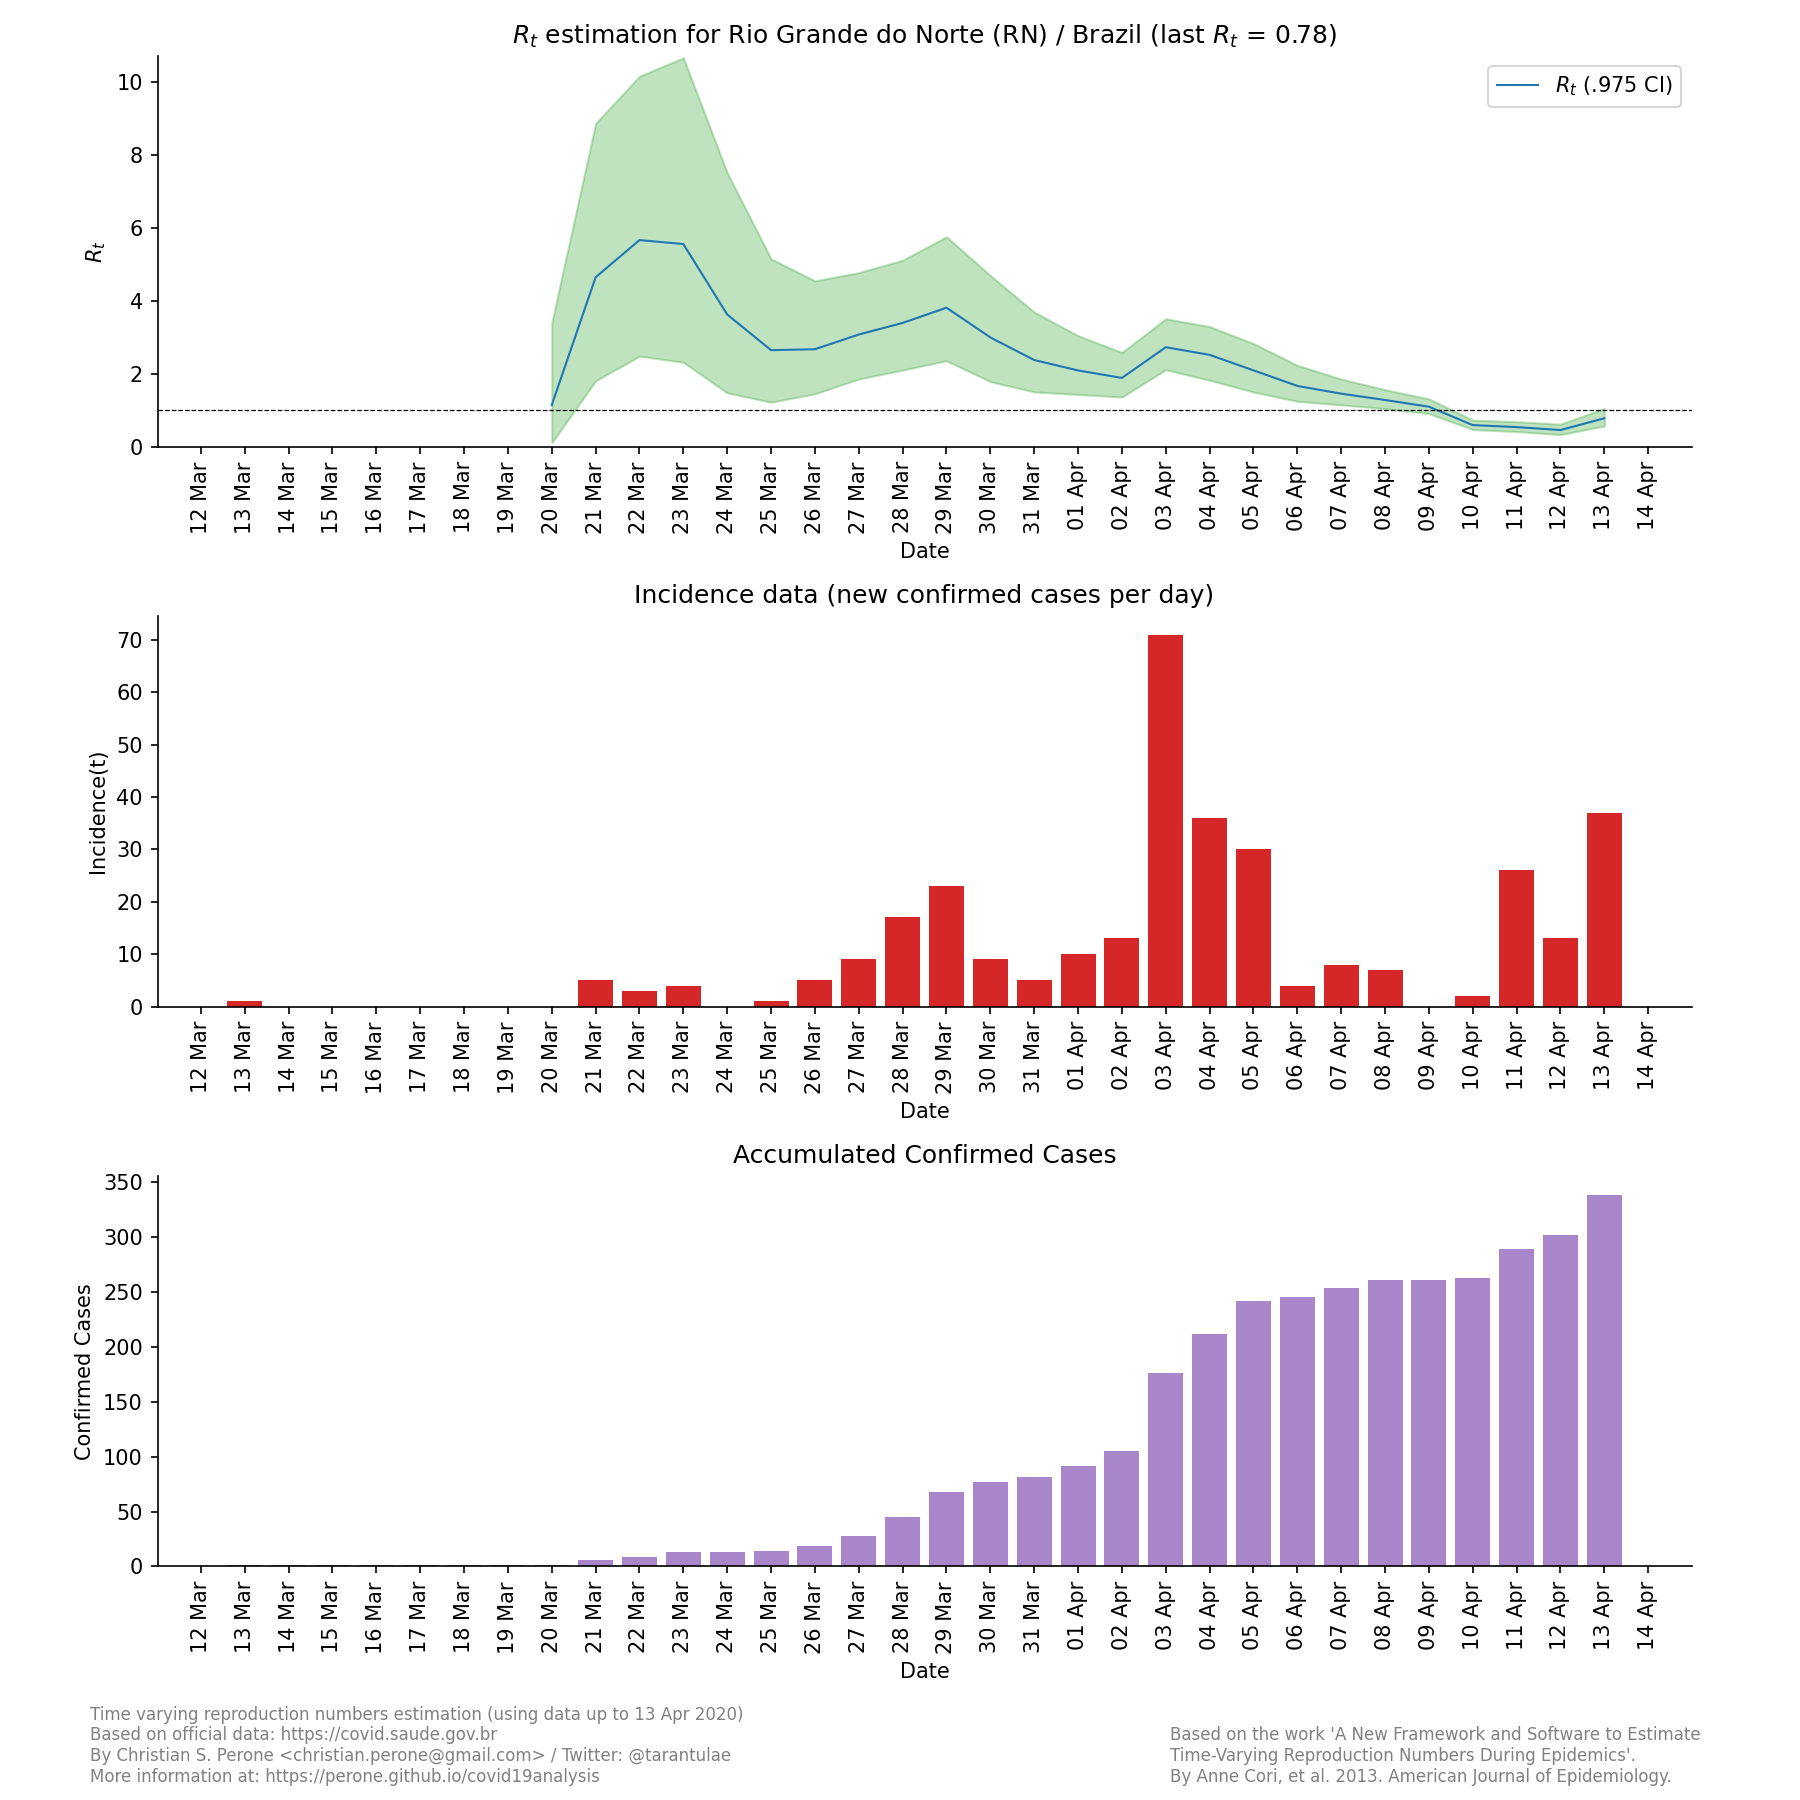 R_t estimation for Rio Grande do Norte (RN) / Brazil (last R_t = 0.78)
R_t (.975 CI)
10
8
6
4
2
0
R_t
12 Mar 13 Mar 14 Mar 15 Mar 16 Mar 17 Mar 18 Mar 19 Mar 20 Mar 21 Mar 22 Mar 23 Mar 24 Mar 25 Mar 26 Mar 27 Mar 28 Mar 29 Mar 30 Mar 31 Mar 01 Apr 02 Apr 03 Apr 04 Apr 05 Apr 06 Apr 07 Apr 08 Apr 09 Apr 10 Apr 11 Apr 12 Apr 13 Apr 14 Apr
Date
Incidence data (new confirmed cases per day)
70
60
50
40
30
20
10
0
Incidence(t)
12 Mar 13 Mar 14 Mar 15 Mar 16 Mar 17 Mar 18 Mar 19 Mar 20 Mar 21 Mar 22 Mar 23 Mar 24 Mar 25 Mar 26 Mar 27 Mar 28 Mar 29 Mar 30 Mar 31 Mar 01 Apr 02 Apr 03 Apr 04 Apr 05 Apr 06 Apr 07 Apr 08 Apr 09 Apr 10 Apr 11 Apr 12 Apr 13 Apr 14 Apr
Date
Accumulated Confirmed Cases
350
300
250
200
150
100
50
0
Confirmed Cases
12 Mar 13 Mar 14 Mar 15 Mar 16 Mar 17 Mar 18 Mar 19 Mar 20 Mar 21 Mar 22 Mar 23 Mar 24 Mar 25 Mar 26 Mar 27 Mar 28 Mar 29 Mar 30 Mar 31 Mar 01 Apr 02 Apr 03 Apr 04 Apr 05 Apr 06 Apr 07 Apr 08 Apr 09 Apr 10 Apr 11 Apr 12 Apr 13 Apr 14 Apr
Date
Time varying reproduction numbers estimation (using data up to 13 Apr 2020)
Based on official data: https://covid.saude.gov.br
By Christian S. Perone <christian.perone@gmail.com> / Twitter: @tarantulae
More information at: https://perone.github.io/covid19analysis
Based on the work 'A New Framework and Software to Estimate
Time-Varying Reproduction Numbers During Epidemics'.
By Anne Cori, et al. 2013. American Journal of Epidemiology.